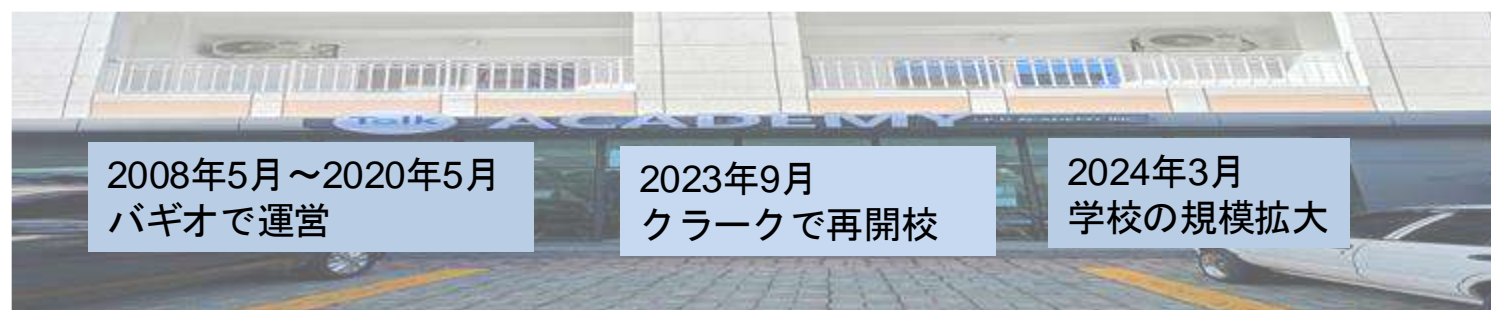 Talk ACADEMY
2008年5月～2020年5月
バギオで運営
2023年9月
クラークで再開校
2024年3月
学校の規模拡大